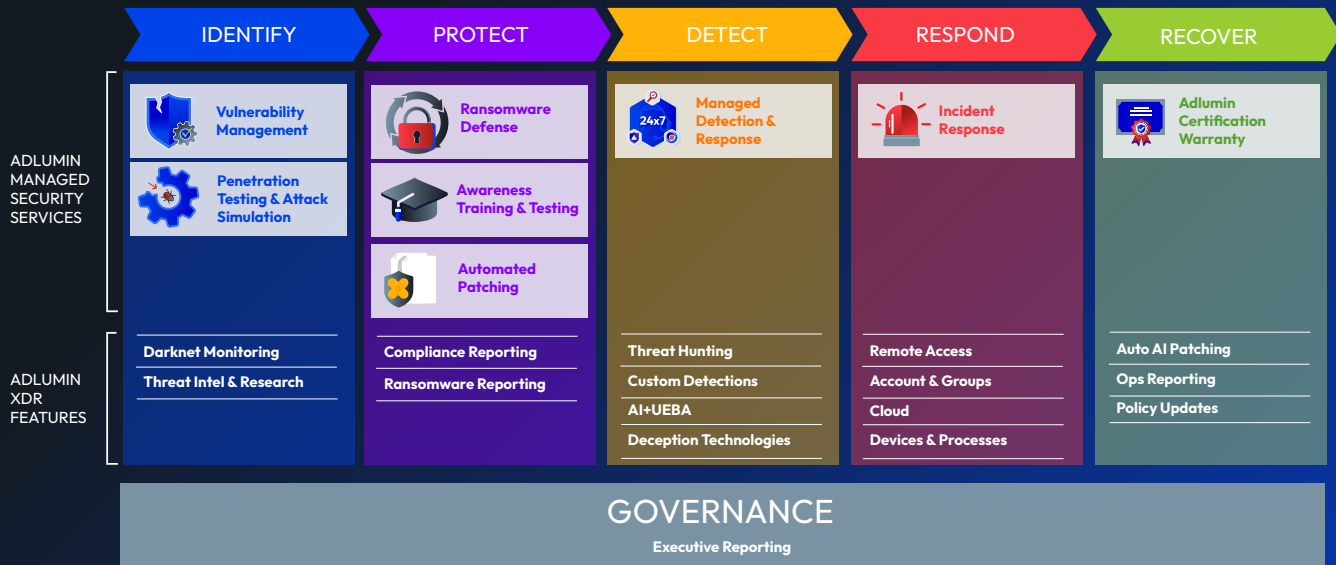 IDENTIFY
PROTECT
DETECT
RESPOND
RECOVER
ADLUMIN
MANAGED
SECURITY
SERVICES
Vulnerability
Management
Penetration
Testing & Attack
Simulation
Ransomware
Defense
Awareness
Training & Testing
Automated
Patching
24x7
Managed
Detection &
Response
Incident
Response
Adlumin
Certification
Warranty
ADLUMIN
XDR
FEATURES
Darknet Monitoring
Threat Intel & Research
Compliance Reporting
Ransomware Reporting
Threat Hunting
Custom Detections
AI+UEBA
Deception Technologies
Remote Access
Account & Groups
Cloud
Devices & Processes
Auto AI Patching
Ops Reporting
Policy Updates
GOVERNANCE
Executive Reporting